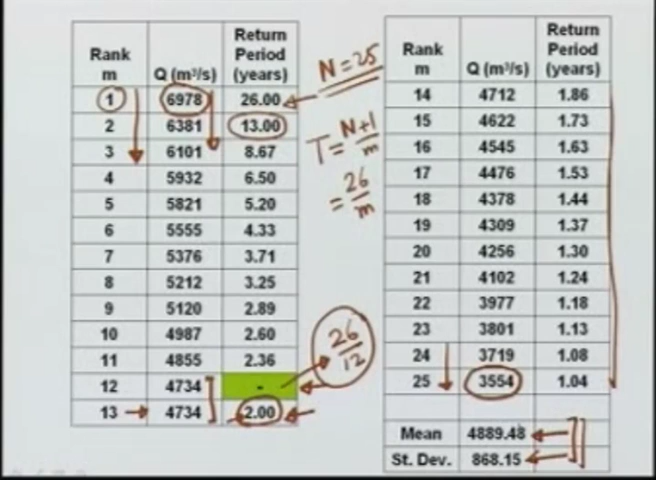 Rank m Q (m³/s) Return Period (years)
1 6978 26.00
2 6381 13.00
3 6101 8.67
4 5932 6.50
5 5821 5.20
6 5555 4.33
7 5376 3.71
8 5212 3.25
9 5120 2.89
10 4987 2.60
11 4855 2.36
12 4734 -
13 4734 2.00
N = 25
T = N+1/m
= 26/m
26/12
Rank m Q (m³/s) Return Period (years)
14 4712 1.86
15 4622 1.73
16 4545 1.63
17 4476 1.53
18 4378 1.44
19 4309 1.37
20 4256 1.30
21 4102 1.24
22 3977 1.18
23 3801 1.13
24 3719 1.08
25 3554 1.04
Mean 4889.48
St. Dev. 868.15